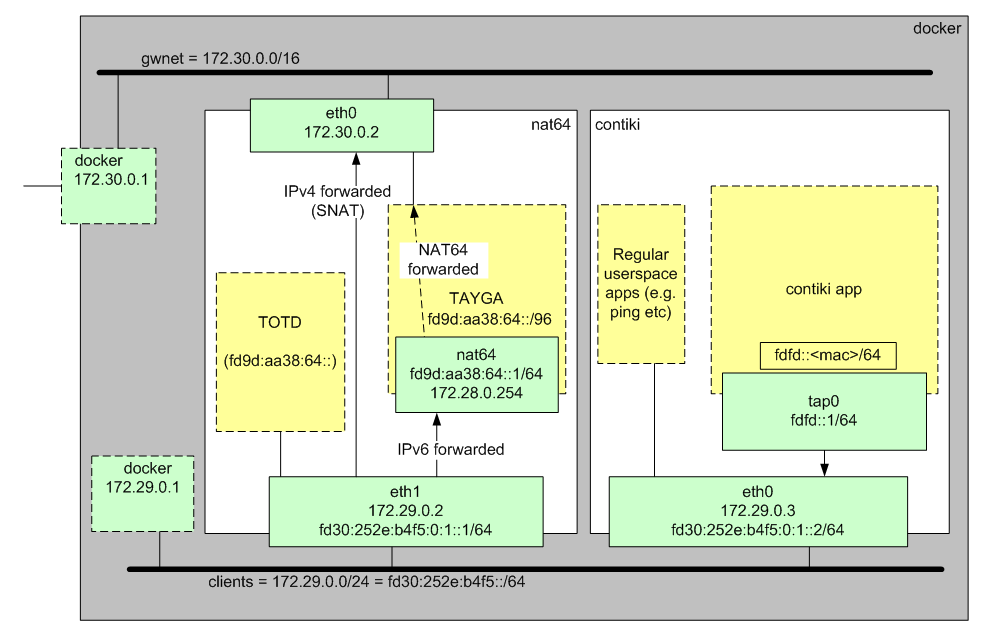 docker
gwnet = 172.30.0.0/16
eth0
172.30.0.2
nat64
contiki
docker
172.30.0.1
IPv4 forwarded
(SNAT)
NAT64
forwarded
TAYGA
fd9d:aa38:64::/96
TOTD
(fd9d:aa38:64::)
nat64
fd9d:aa38:64::1/64
172.28.0.254
IPv6 forwarded
Regular
userspace
apps (e.g.
ping etc)
contiki app
fdfd::<mac>/64
tap0
fdfd::1/64
docker
172.29.0.1
eth1
172.29.0.2
fd30:252e:b4f5:0:1::1/64
eth0
172.29.0.3
fd30:252e:b4f5:0:1::2/64
clients = 172.29.0.0/24 = fd30:252e:b4f5::/64